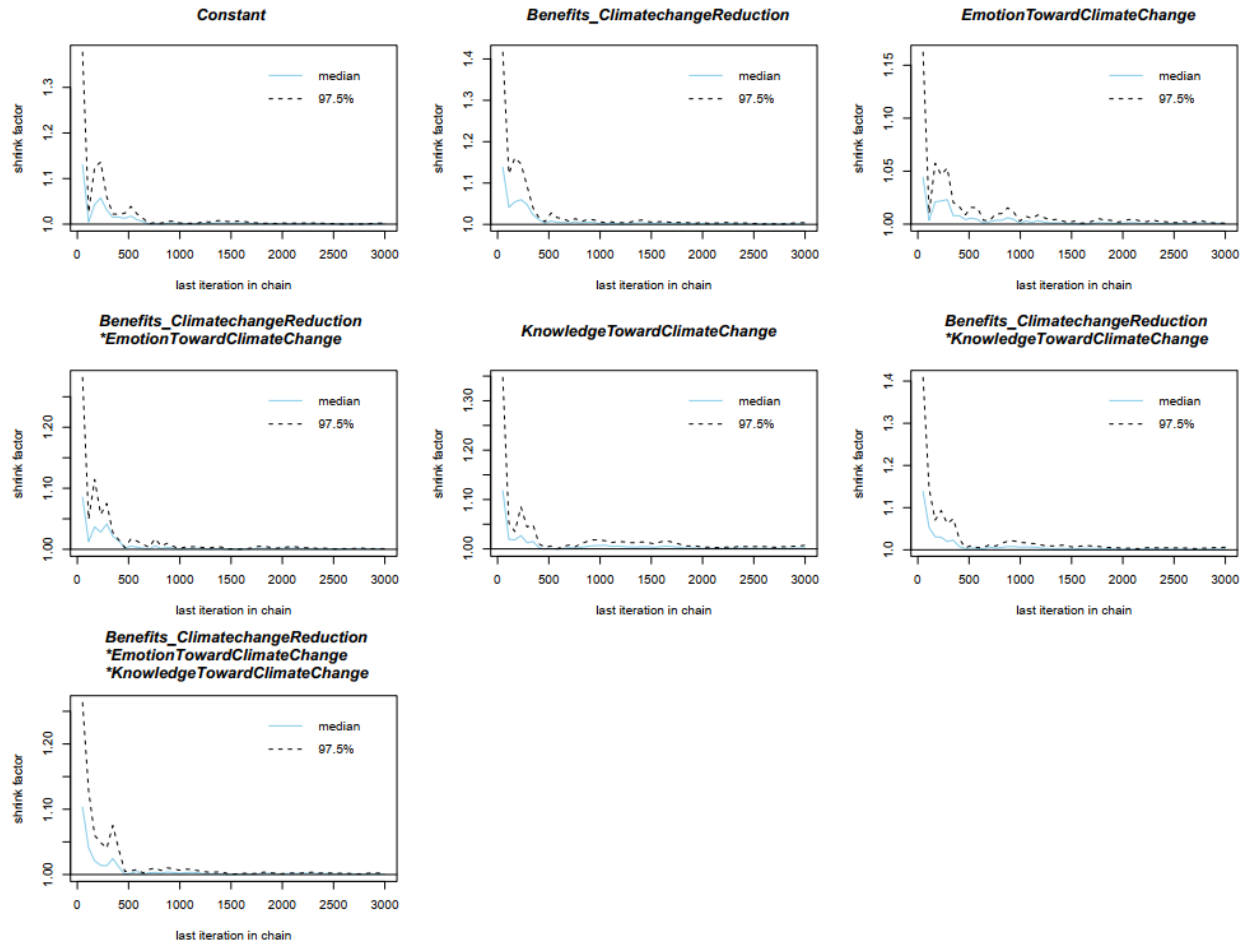 Constant
shrink factor
1.0 1.1 1.2 1.3
median
97.5%
0 500 1000 1500 2000 2500 3000
last iteration in chain
Benefits_ClimatechangeReduction
shrink factor
1.0 1.1 1.2 1.3 1.4
median
97.5%
0 500 1000 1500 2000 2500 3000
last iteration in chain
EmotionTowardClimateChange
shrink factor
1.00 1.05 1.10 1.15
median
97.5%
0 500 1000 1500 2000 2500 3000
last iteration in chain
Benefits_ClimatechangeReduction
*EmotionTowardClimateChange
shrink factor
1.00 1.10 1.20
median
97.5%
0 500 1000 1500 2000 2500 3000
last iteration in chain
KnowledgeTowardClimateChange
shrink factor
1.00 1.10 1.20 1.30
median
97.5%
0 500 1000 1500 2000 2500 3000
last iteration in chain
Benefits_ClimatechangeReduction
*KnowledgeTowardClimateChange
shrink factor
1.0 1.1 1.2 1.3 1.4
median
97.5%
0 500 1000 1500 2000 2500 3000
last iteration in chain
Benefits_ClimatechangeReduction
*EmotionTowardClimateChange
*KnowledgeTowardClimateChange
shrink factor
1.00 1.10 1.20
median
97.5%
0 500 1000 1500 2000 2500 3000
last iteration in chain